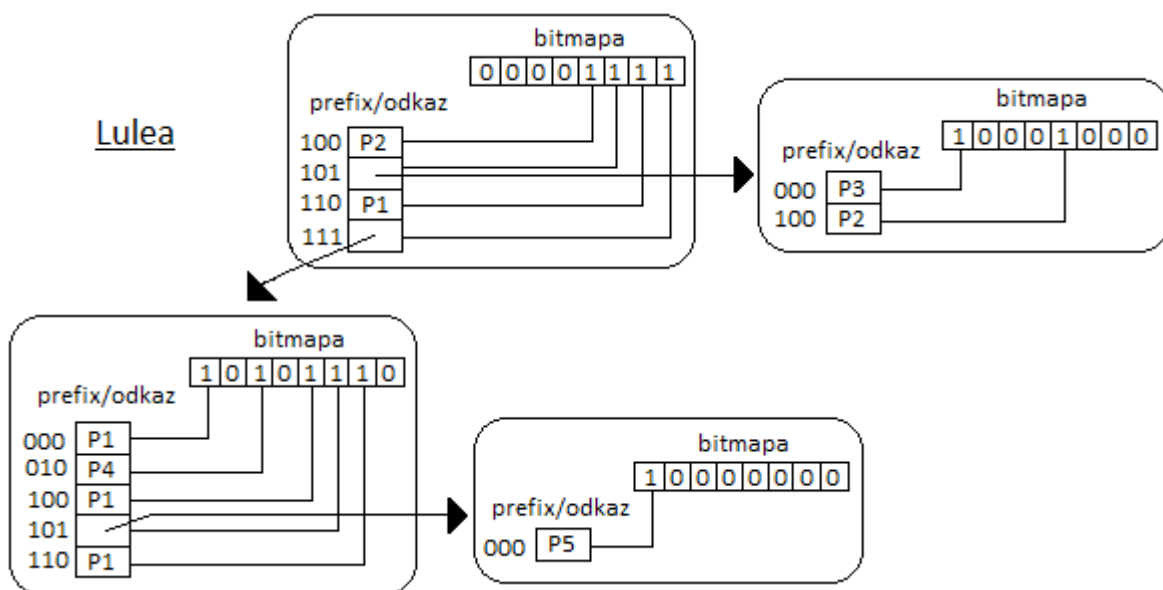 Lulea
bitmapa
0 0 0 0 1 1 1 1
prefix/odkaz
100 P2
101
110 P1
111
bitmapa
1 0 0 0 1 0 0 0
prefix/odkaz
000 P3
100 P2
bitmapa
1 0 1 0 1 1 1 0
prefix/odkaz
000 P1
010 P4
100 P1
101
110 P1
bitmapa
1 0 0 0 0 0 0 0
prefix/odkaz
000 P5